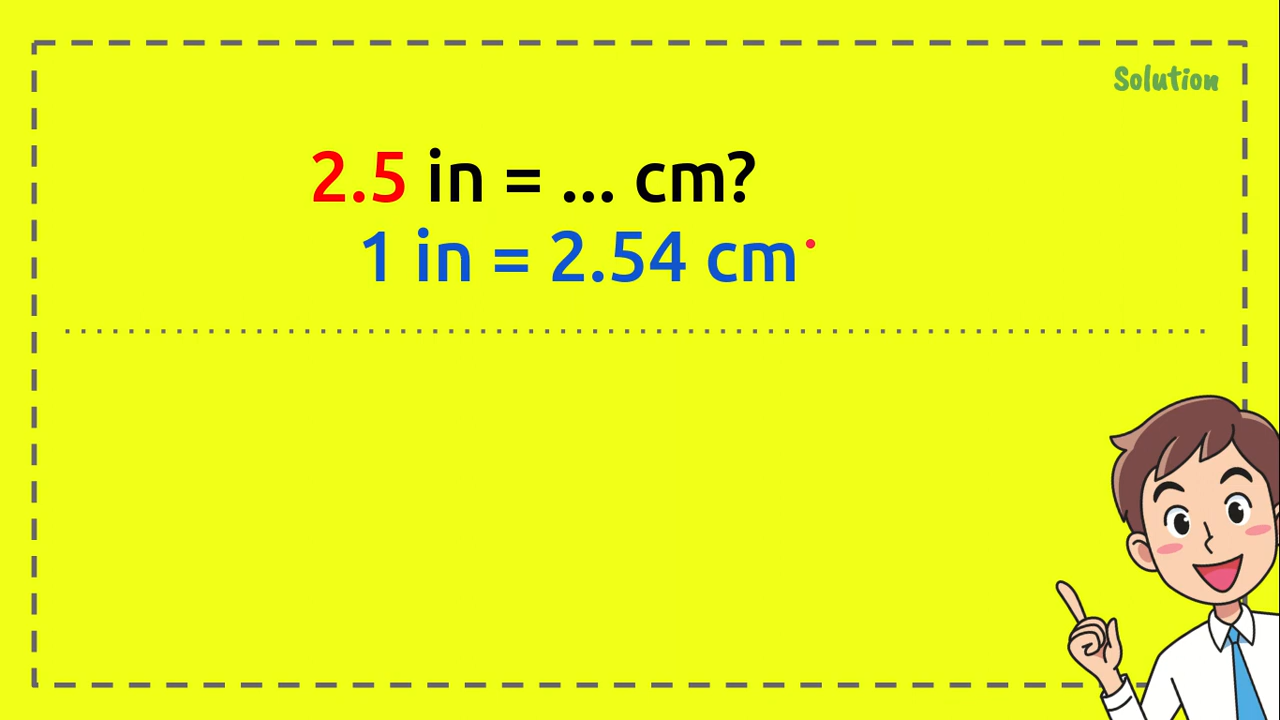 Solution
2.5 in = ... cm?
1 in = 2.54 cm